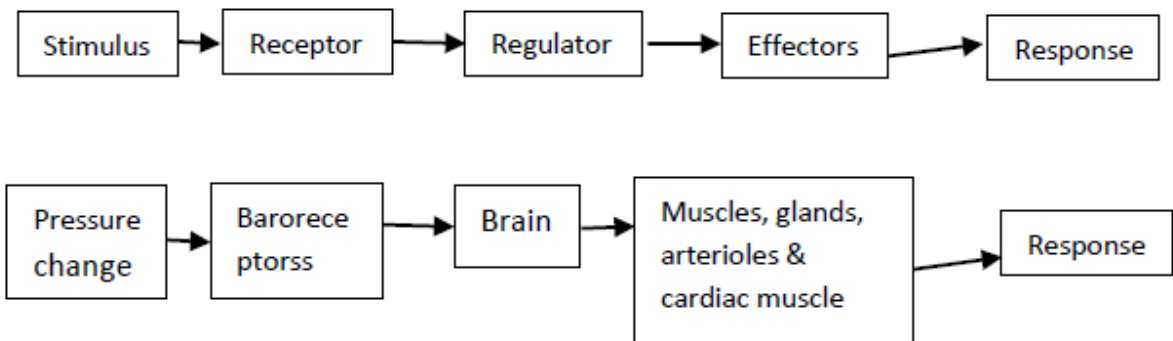 Stimulus
Receptor
Regulator
Effectors
Response
Pressure
change
Barorece
ptorss
Brain
Muscles, glands,
arterioles &
cardiac muscle
Response